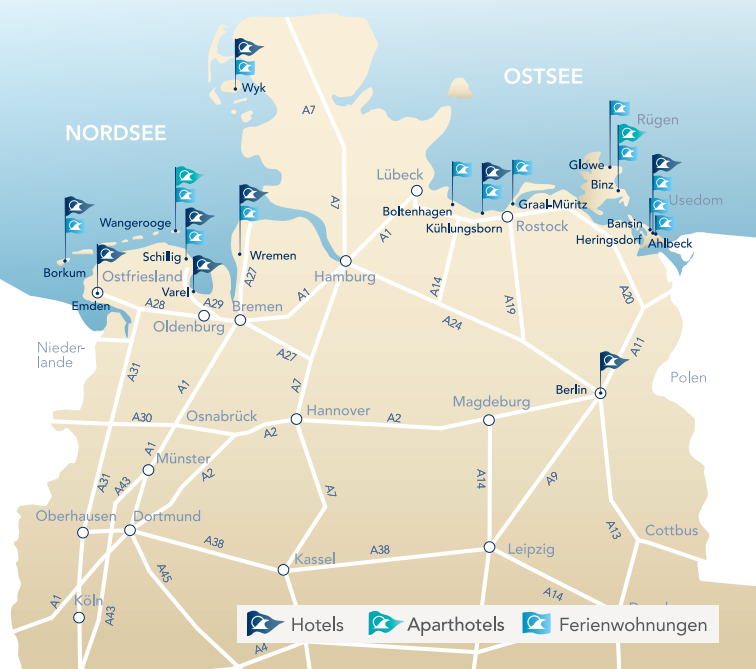 OSTSEE
NORDSEE
Wyk
A7
Rügen
Glowe
Binz
Lübeck
A7
Boltenhagen
Graal-Müritz
Kühlungsborn
Rostock
Usedom
Bansin
Heringsdorf
Ahlbeck
Wangerooge
A1
Schillig
Wremen
Borkum
Ostfriesland
Varel
A27
Hamburg
A14
A19
A20
Emden
A28
A29
Bremen
A1
Oldenburg
A24
Nieder-
lande
A27
A11
A31
A1
A7
Berlin
Polen
Magdeburg
A30
Osnabrück
Hannover
A2
A2
A1
Münster
A2
A31
A43
A7
A14
A9
Oberhausen
Dortmund
A13
Cottbus
A38
A38
Leipzig
Kassel
A45
A1
Köln
A43
A14
Hotels
Aparthotels
Ferienwohnungen
A4